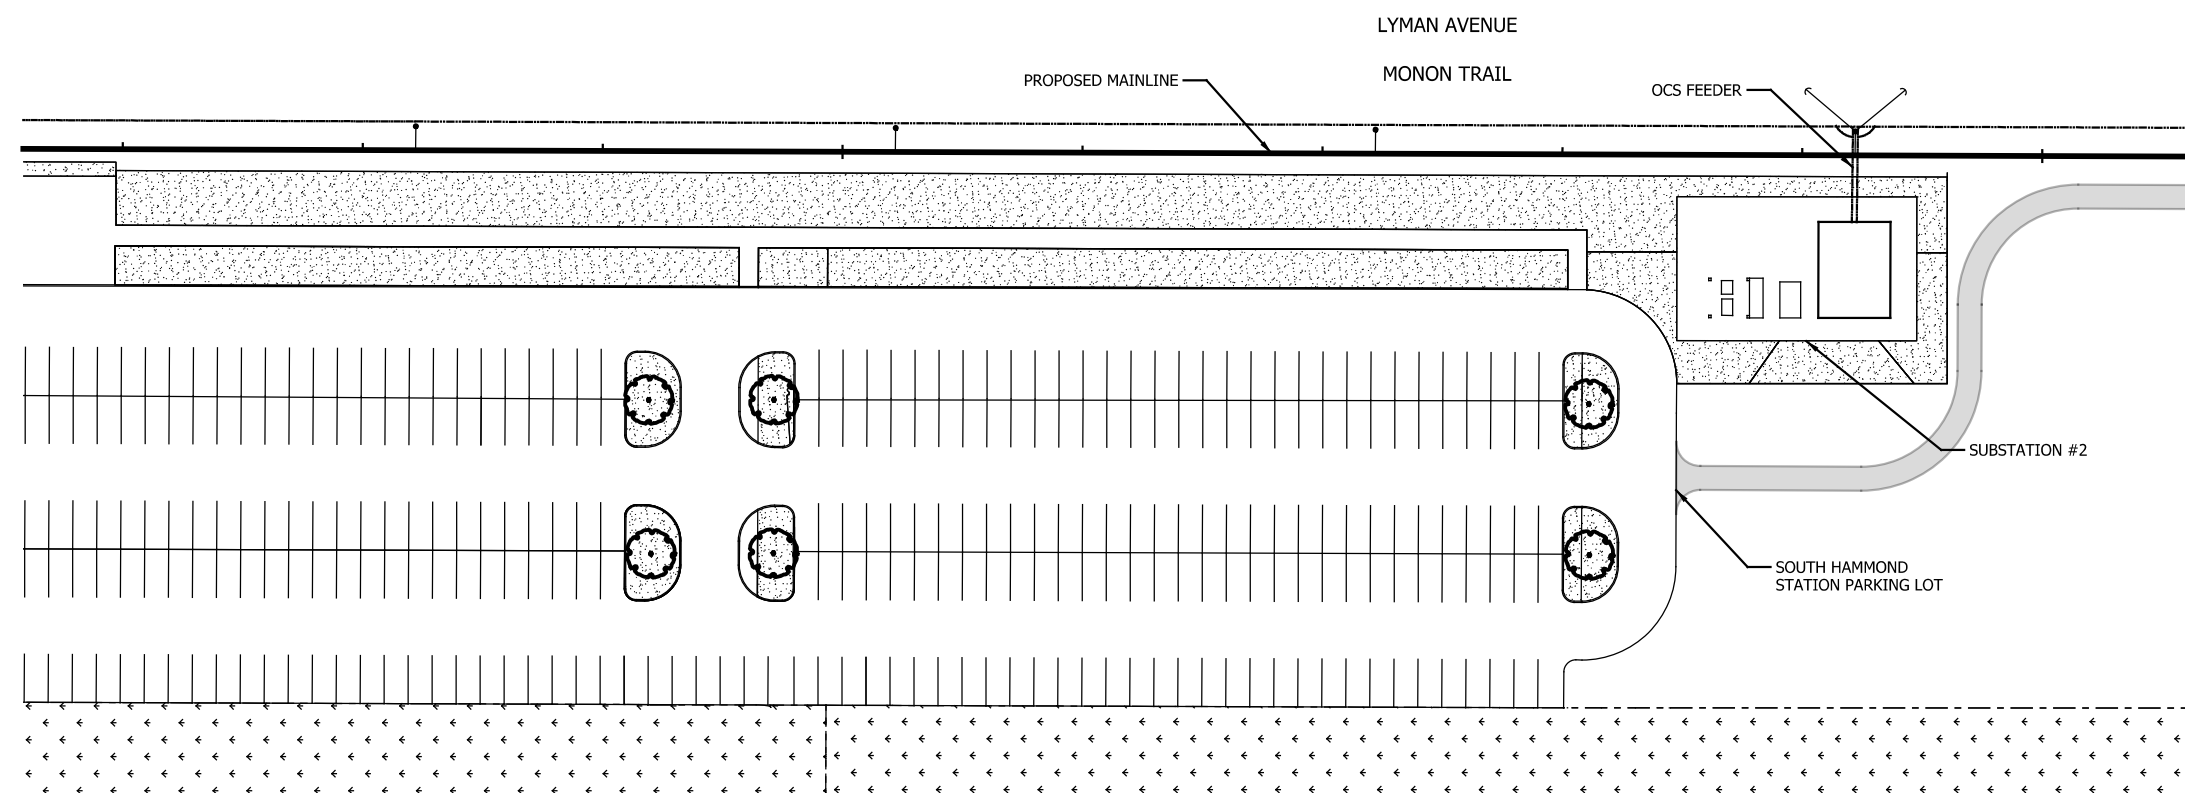 LYMAN AVENUE
MONON TRAIL
PROPOSED MAINLINE
OCS FEEDER
SUBSTATION #2
SOUTH HAMMOND
STATION PARKING LOT